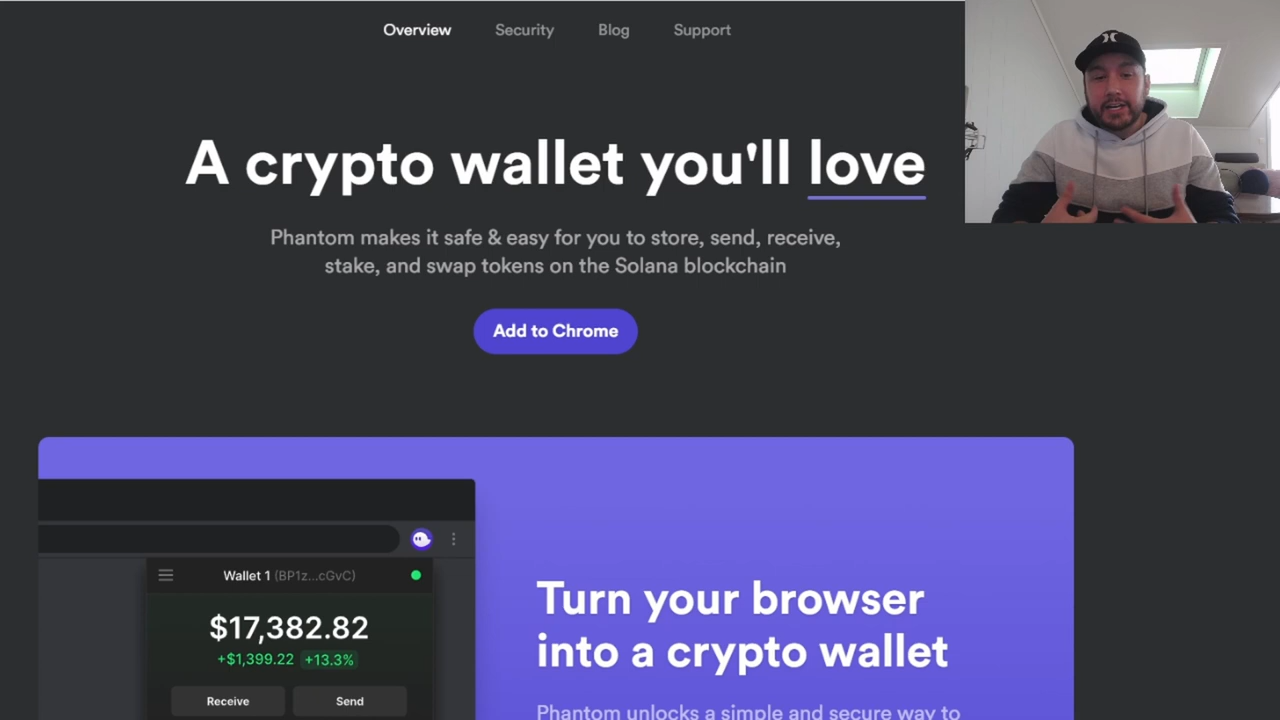 Overview Security Blog Support
A crypto wallet you'll love
Phantom makes it safe & easy for you to store, send, receive,
stake, and swap tokens on the Solana blockchain
Add to Chrome
Wallet 1 (BP1z...cGvC)
$17,382.82
+$1,399.22 +13.3%
Receive Send
Turn your browser
into a crypto wallet
Phantom unlocks a simple and secure way to